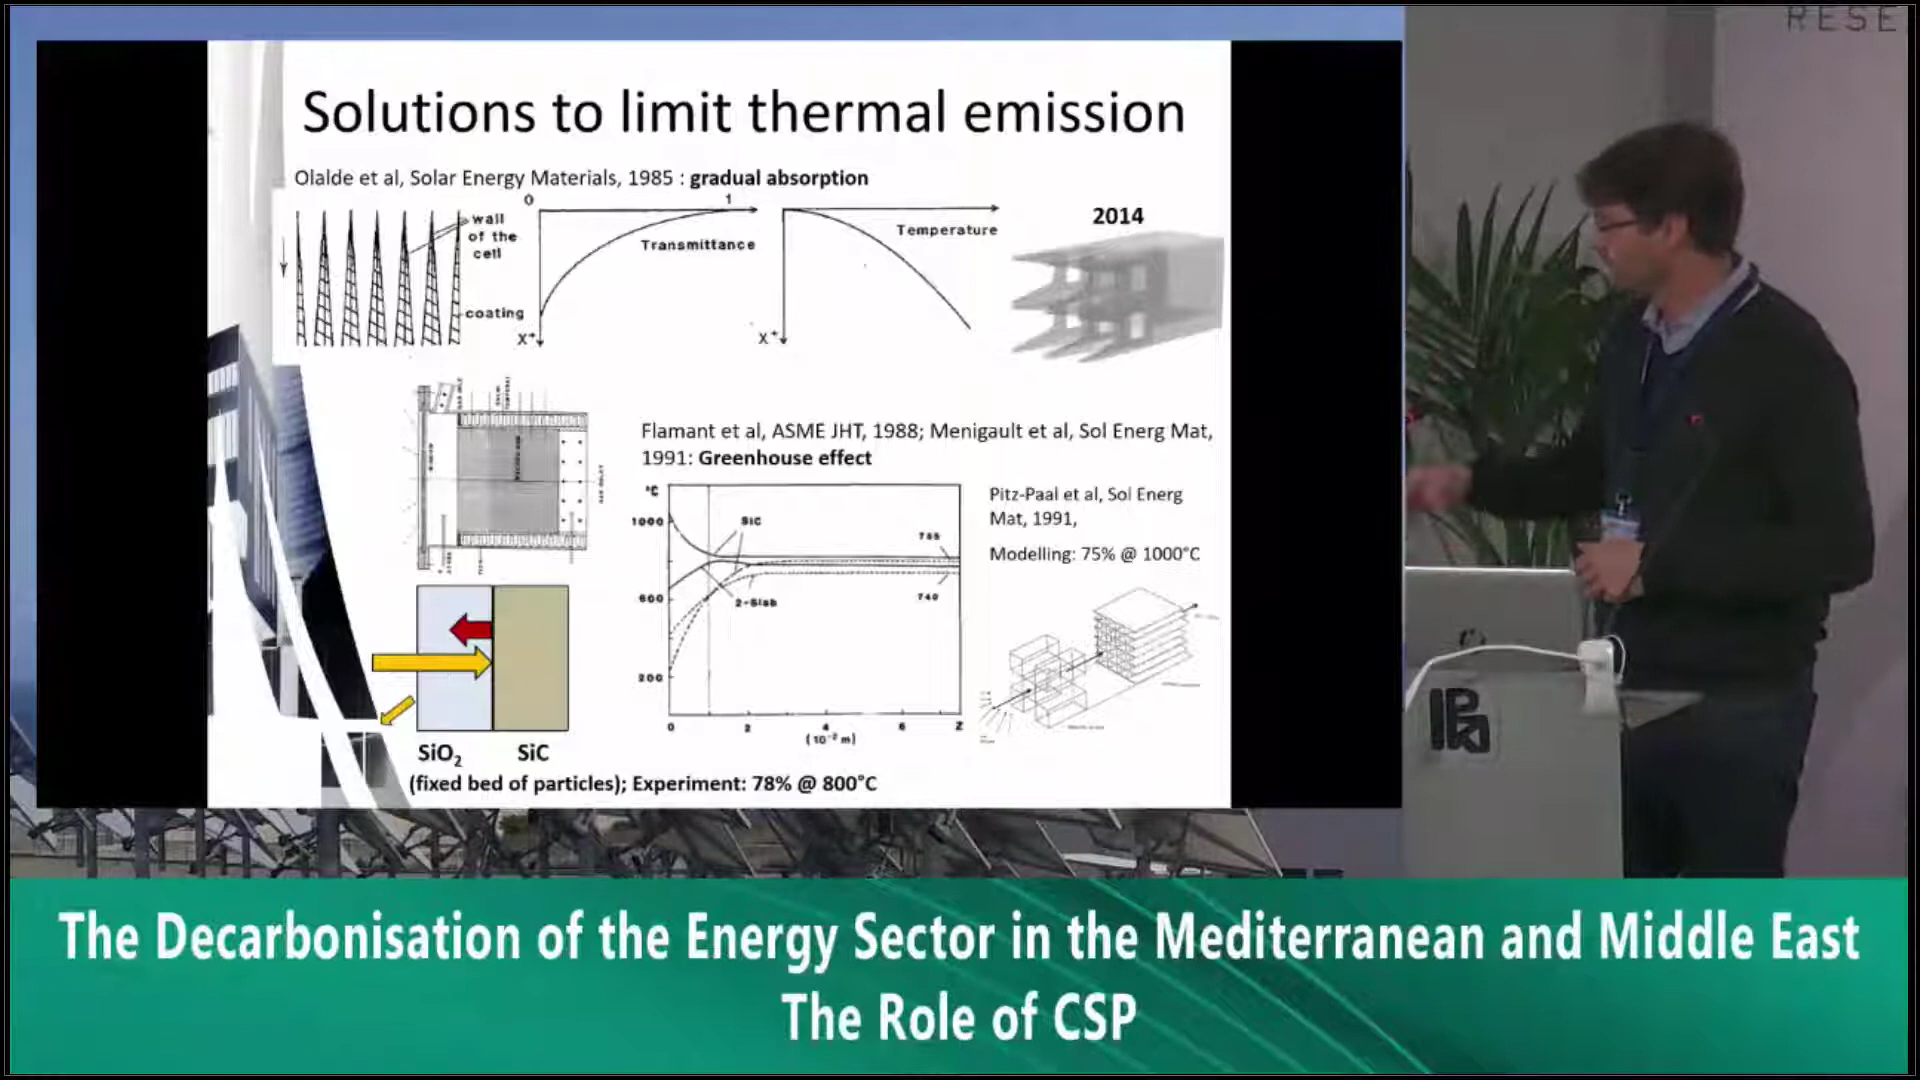 RESE
Solutions to limit thermal emission
Olalde et al, Solar Energy Materials, 1985 : gradual absorption
0
1
wall
of the
cell
coating
Transmittance
X+
Temperature
X+
2014
Flamant et al, ASME JHT, 1988; Menigault et al, Sol Energ Mat,
1991: Greenhouse effect
°C
1000
600
200
SiC
2-Slab
765
740
0
2
4
6
Z
(10⁻² m)
Pitz-Paal et al, Sol Energ
Mat, 1991,
Modelling: 75% @ 1000°C
SiO₂
SiC
(fixed bed of particles); Experiment: 78% @ 800°C
The Decarbonisation of the Energy Sector in the Mediterranean and Middle East
The Role of CSP